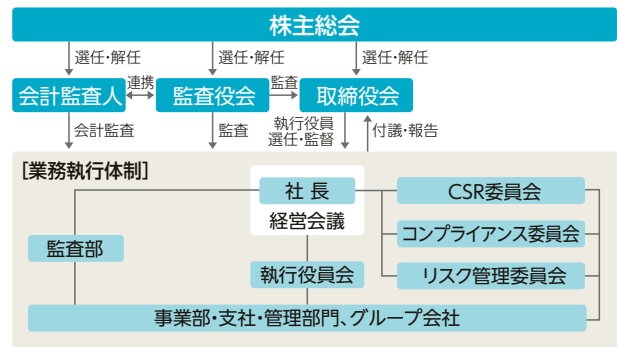 株主総会
選任・解任
選任・解任
選任・解任
会計監査人
連携
監査役会
監査
取締役会
会計監査
監査
執行役員
選任・監督
付議・報告
[業務執行体制]
社 長
経営会議
CSR委員会
監査部
コンプライアンス委員会
執行役員会
リスク管理委員会
事業部・支社・管理部門、グループ会社